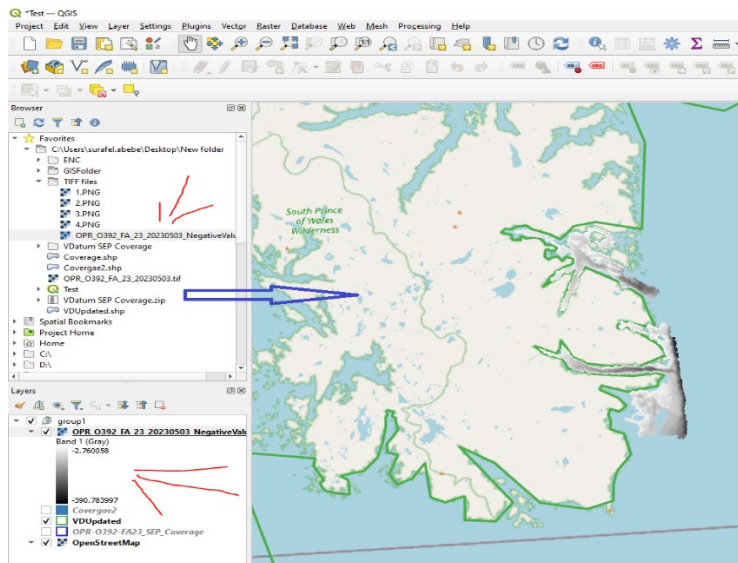 *Test — QGIS
Project Edit View Layer Settings Plugins Vector Raster Database Web Mesh Processing Help
Browser
Favorites
C:\Users\surafel.abebe\Desktop\New folder
ENC
GISFolder
TIFF files
1.PNG
2.PNG
3.PNG
4.PNG
OPR_O392_FA_23_20230503_NegativeValu
VDatum SEP Coverage
Coverage.shp
Covergae2.shp
OPR_O392_FA_23_20230503.tif
Test
VDatum SEP Coverage.zip
VDUpdated.shp
Spatial Bookmarks
Project Home
Home
C:\
D:\
South Prince
of Wales
Wilderness
Layers
group1
OPR_O392_FA_23_20230503_NegativeValu
Band 1 (Gray)
-2.760058
-390.783997
Covergae2
VDUpdated
OPR-O392-FA23_SEP_Coverage
OpenStreetMap